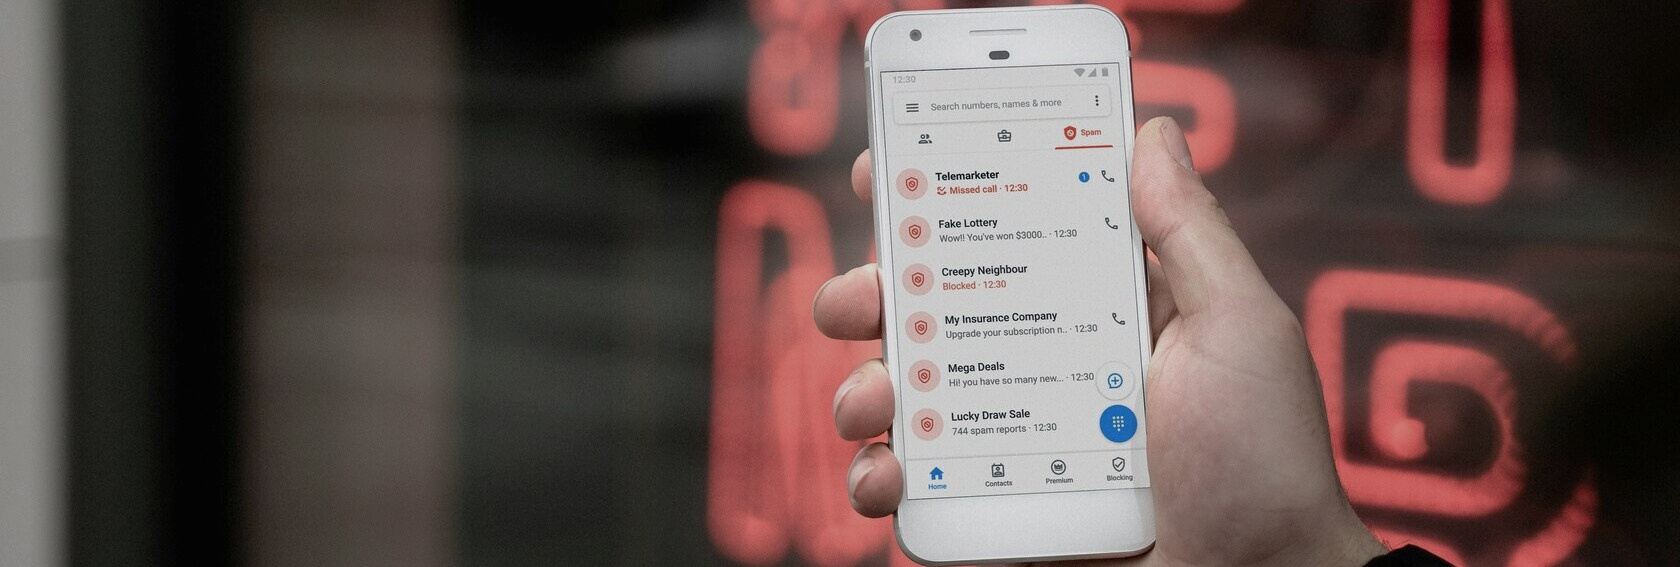 12:30
Search numbers, names & more
Spam
Telemarketer
Missed call · 12:30
1
Fake Lottery
Wow!! You've won $3000.. · 12:30
Creepy Neighbour
Blocked · 12:30
My Insurance Company
Upgrade your subscription n.. · 12:30
Mega Deals
Hi! you have so many new... · 12:30
Lucky Draw Sale
744 spam reports · 12:30
Home
Contacts
Premium
Blocking